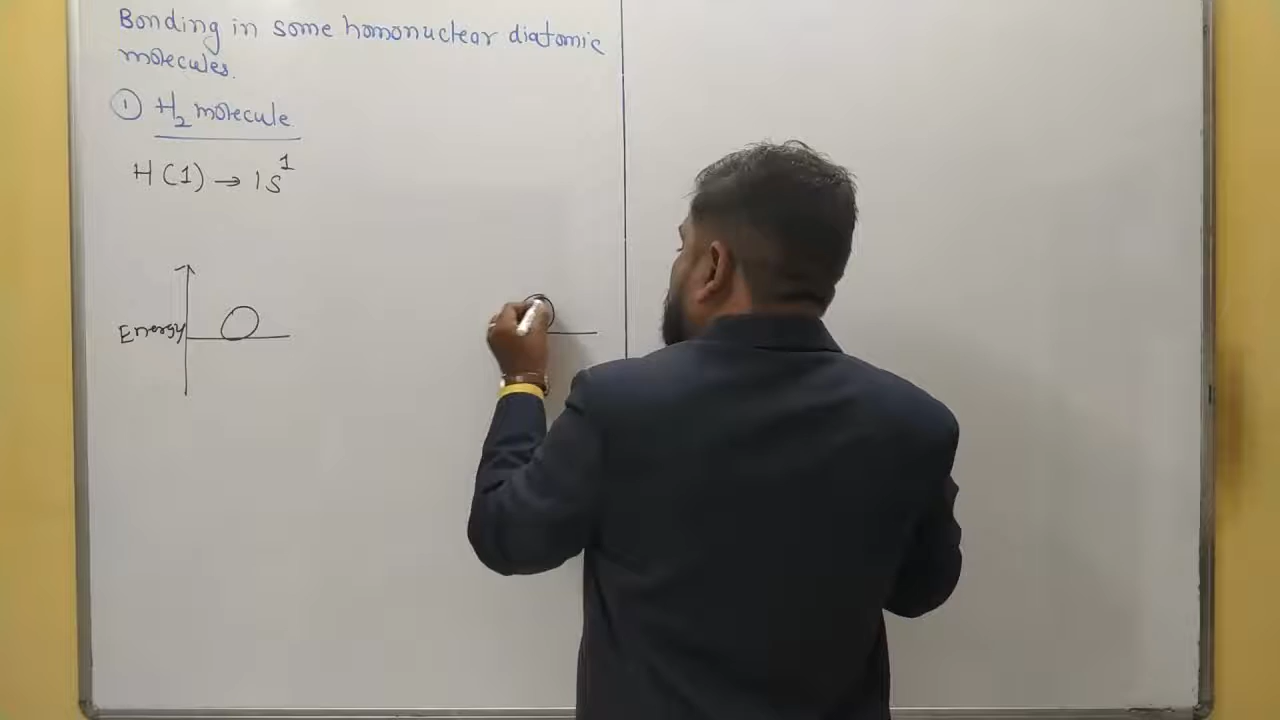 Bonding in some homonuclear diatomic
molecules.
① H₂ molecule
H(1) → 1s¹
Energy